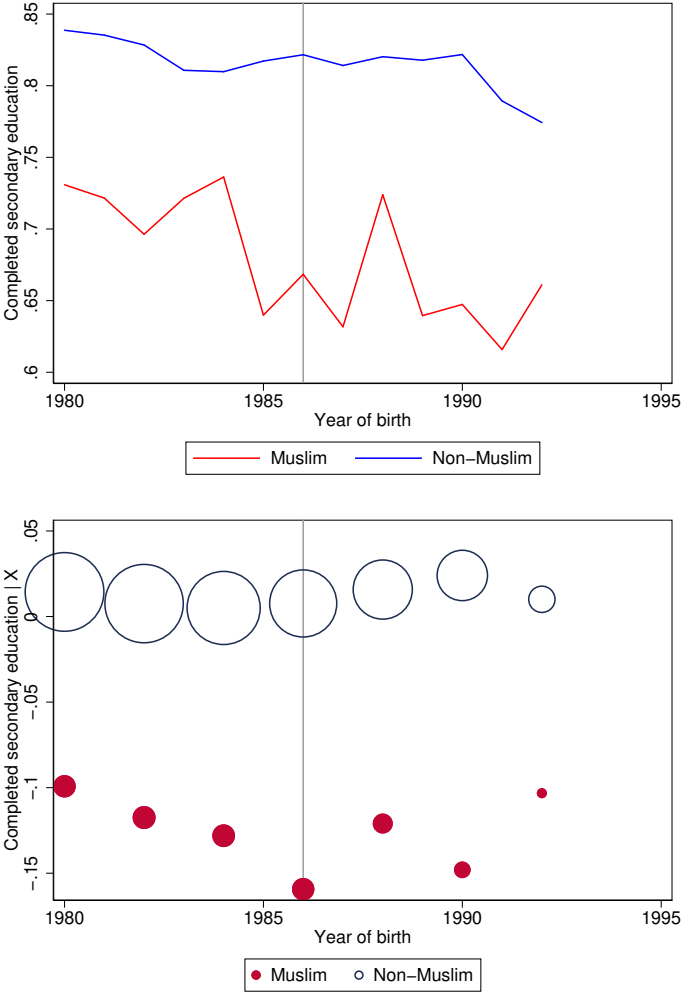 Completed secondary education
.85
.8
.75
.7
.65
.6
1980 1985 1990 1995
Year of birth
Muslim Non−Muslim
Completed secondary education | X
.05
0
−.05
−.1
−.15
1980 1985 1990 1995
Year of birth
Muslim Non−Muslim